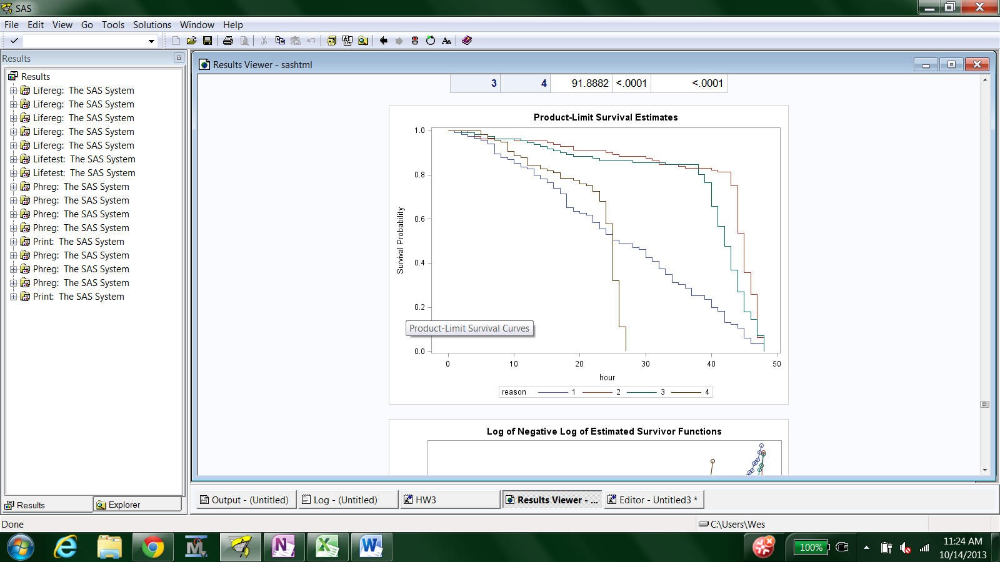 SAS
File Edit View Go Tools Solutions Window Help
Results
Results
Lifereg: The SAS System
Lifereg: The SAS System
Lifereg: The SAS System
Lifereg: The SAS System
Lifereg: The SAS System
Lifetest: The SAS System
Lifetest: The SAS System
Phreg: The SAS System
Phreg: The SAS System
Phreg: The SAS System
Phreg: The SAS System
Print: The SAS System
Phreg: The SAS System
Phreg: The SAS System
Phreg: The SAS System
Print: The SAS System
Results Explorer
Results Viewer - sashtml
3 4 91.8882 <.0001 <.0001
Product-Limit Survival Estimates
1.0
0.8
0.6
0.4
0.2
0.0
Survival Probability
Product-Limit Survival Curves
0 10 20 30 40 50
hour
reason 1 2 3 4
Log of Negative Log of Estimated Survivor Functions
Output - (Untitled) Log - (Untitled) HW3 Results Viewer - ... Editor - Untitled3 *
Done C:\Users\Wes
100% 11:24 AM
10/14/2013